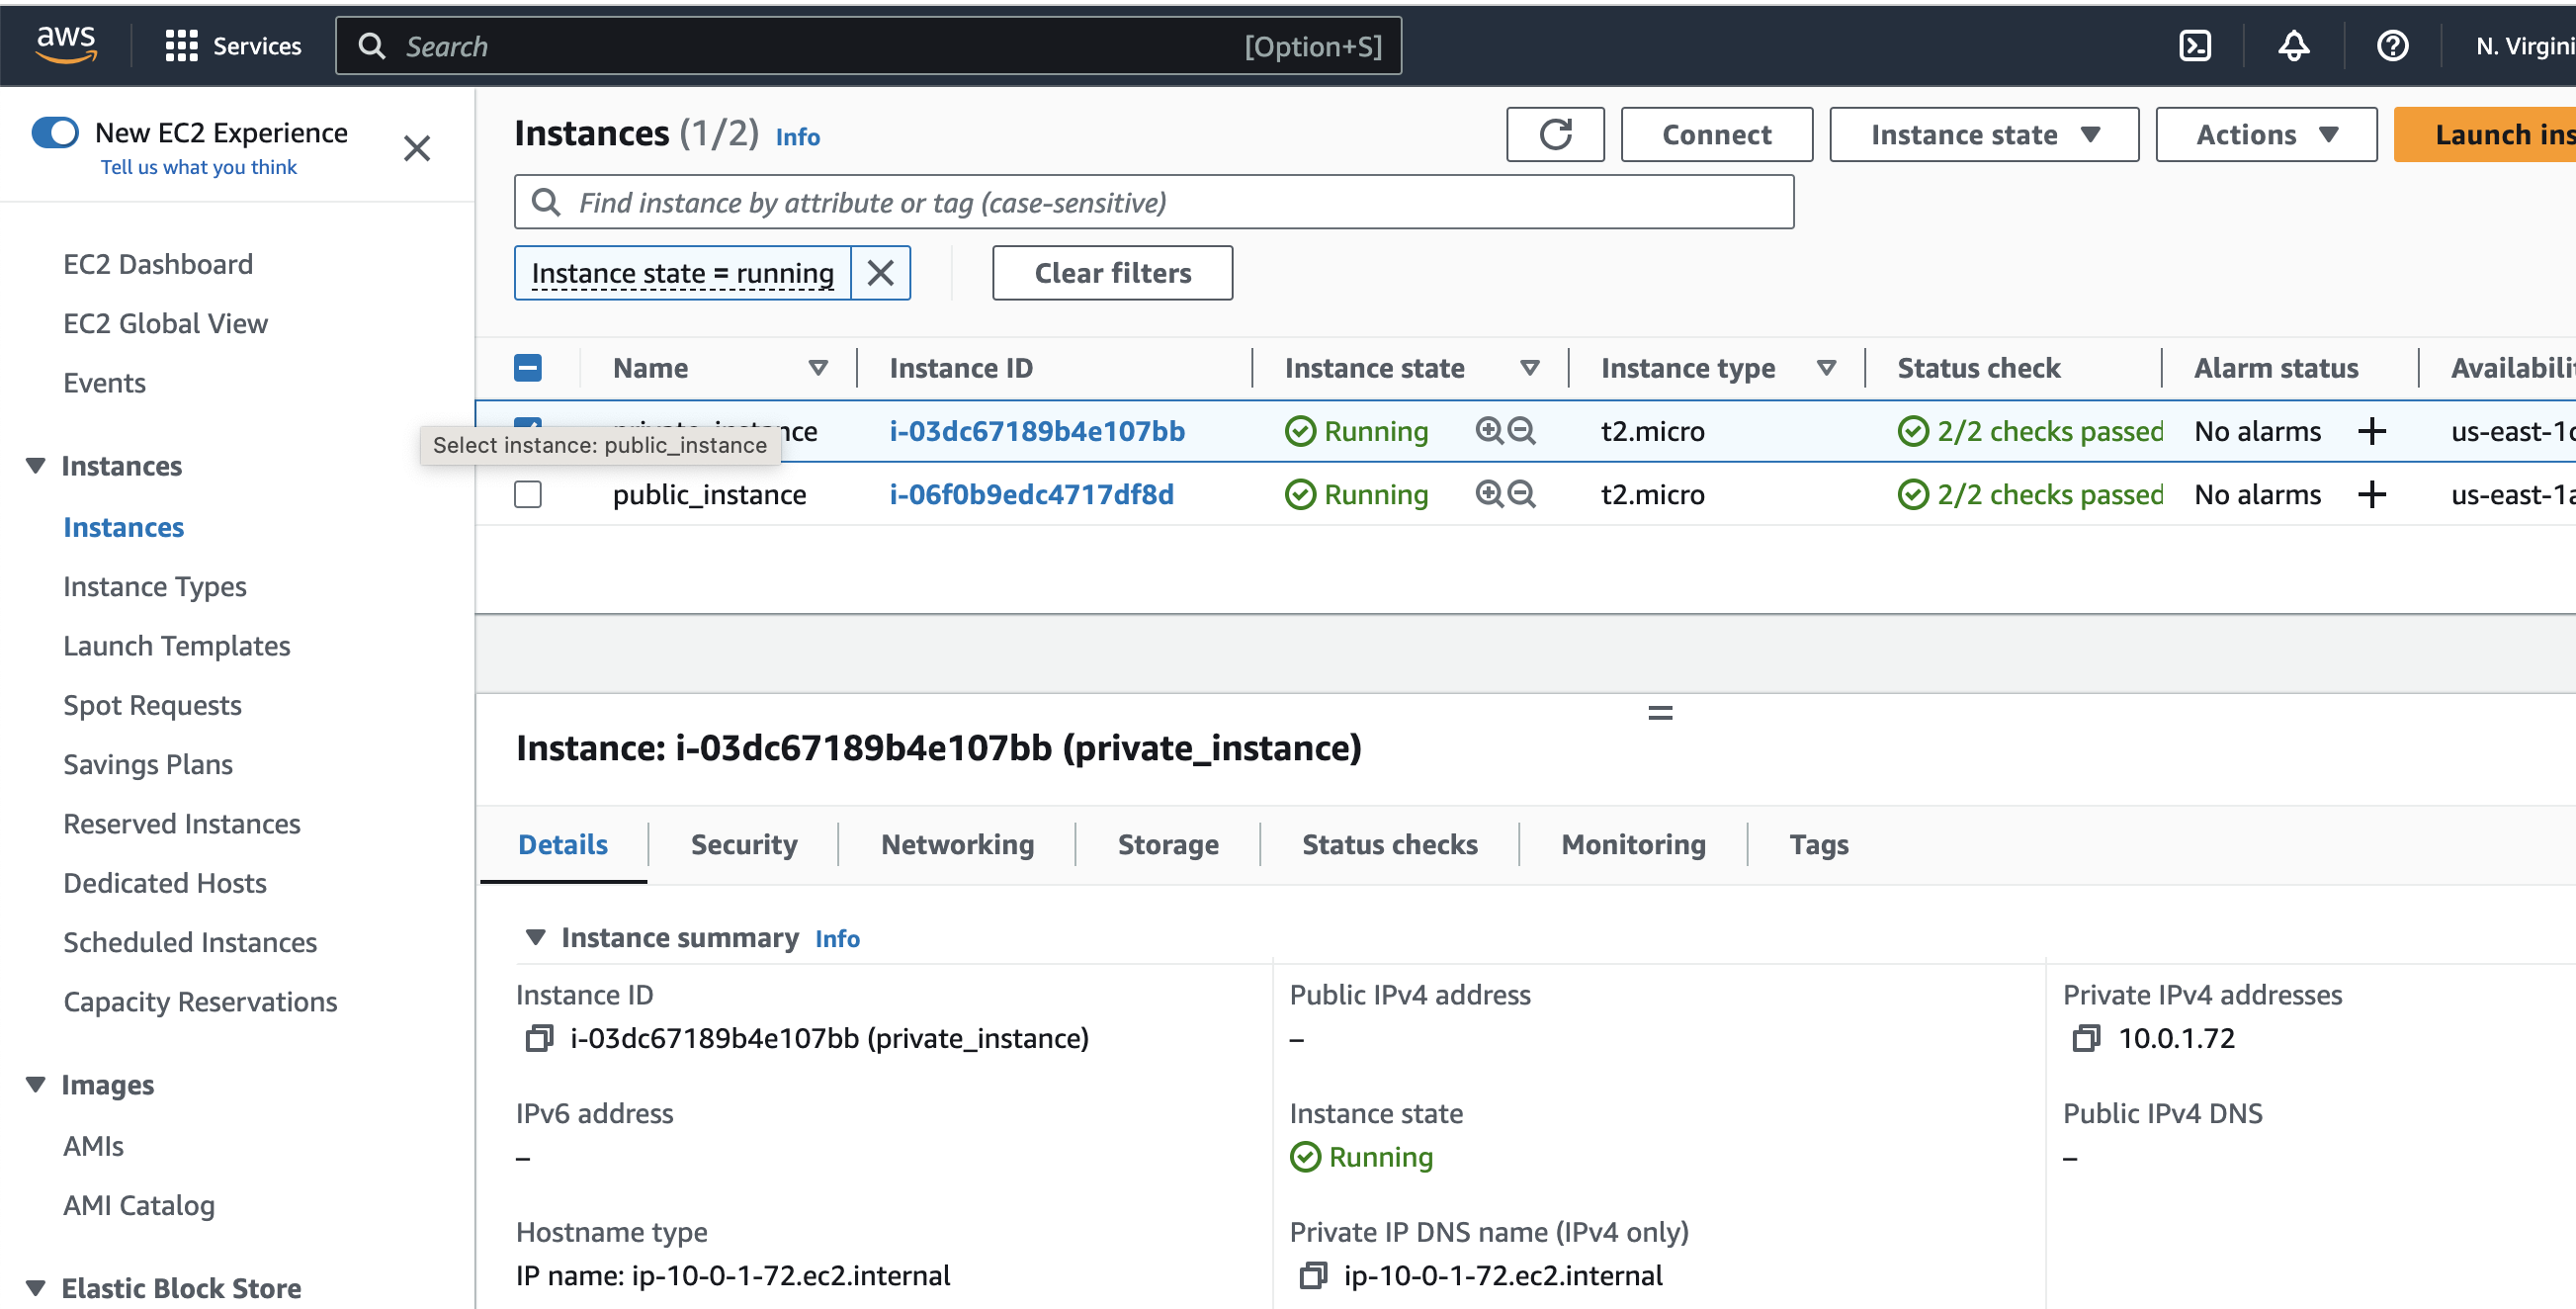 aws
Services
Search
[Option+S]
N. Virgini
New EC2 Experience
Tell us what you think
EC2 Dashboard
EC2 Global View
Events
Instances
Instances
Instance Types
Launch Templates
Spot Requests
Savings Plans
Reserved Instances
Dedicated Hosts
Scheduled Instances
Capacity Reservations
Images
AMIs
AMI Catalog
Elastic Block Store
Instances (1/2) Info
Connect
Instance state
Actions
Launch ins
Find instance by attribute or tag (case-sensitive)
Instance state = running
Clear filters
Name Instance ID Instance state Instance type Status check Alarm status Availabili
private_instance i-03dc67189b4e107bb Running t2.micro 2/2 checks passed No alarms + us-east-1
Select instance: public_instance
public_instance i-06f0b9edc4717df8d Running t2.micro 2/2 checks passed No alarms + us-east-1a
Instance: i-03dc67189b4e107bb (private_instance)
Details Security Networking Storage Status checks Monitoring Tags
Instance summary Info
Instance ID Public IPv4 address Private IPv4 addresses
i-03dc67189b4e107bb (private_instance) – 10.0.1.72
IPv6 address Instance state Public IPv4 DNS
– Running –
Hostname type Private IP DNS name (IPv4 only)
IP name: ip-10-0-1-72.ec2.internal ip-10-0-1-72.ec2.internal